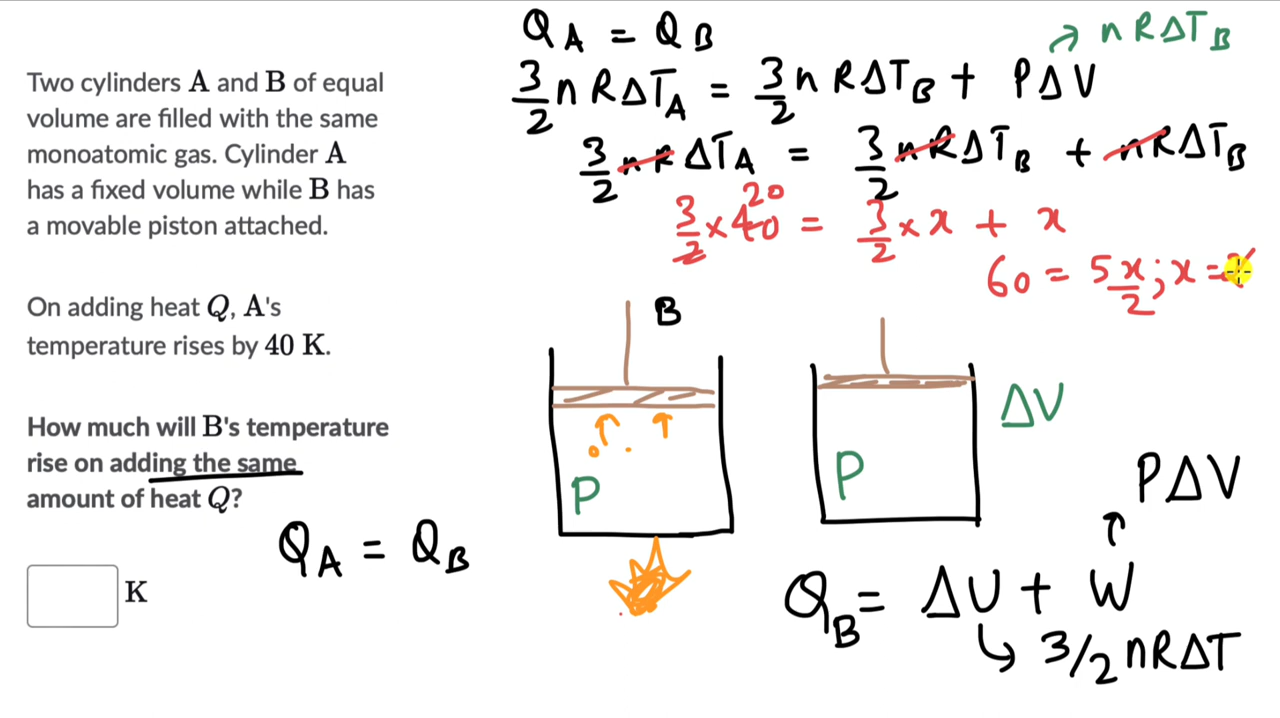 Two cylinders A and B of equal
volume are filled with the same
monoatomic gas. Cylinder A
has a fixed volume while B has
a movable piston attached.
On adding heat Q, A's
temperature rises by 40 K.
How much will B's temperature
rise on adding the same
amount of heat Q?
K
Q_A = Q_B
Q_A = Q_B
→ nRΔT_B
3/2 nRΔT_A = 3/2 nRΔT_B + PΔV
3/2 nRΔT_A = 3/2 nRΔT_B + nRΔT_B
20
3/2 × 40 = 3/2 × x + x
60 = 5x/2 ; x =
B
P
P
ΔV
PΔV
↑
Q_B = ΔU + W
↳ 3/2 nRΔT